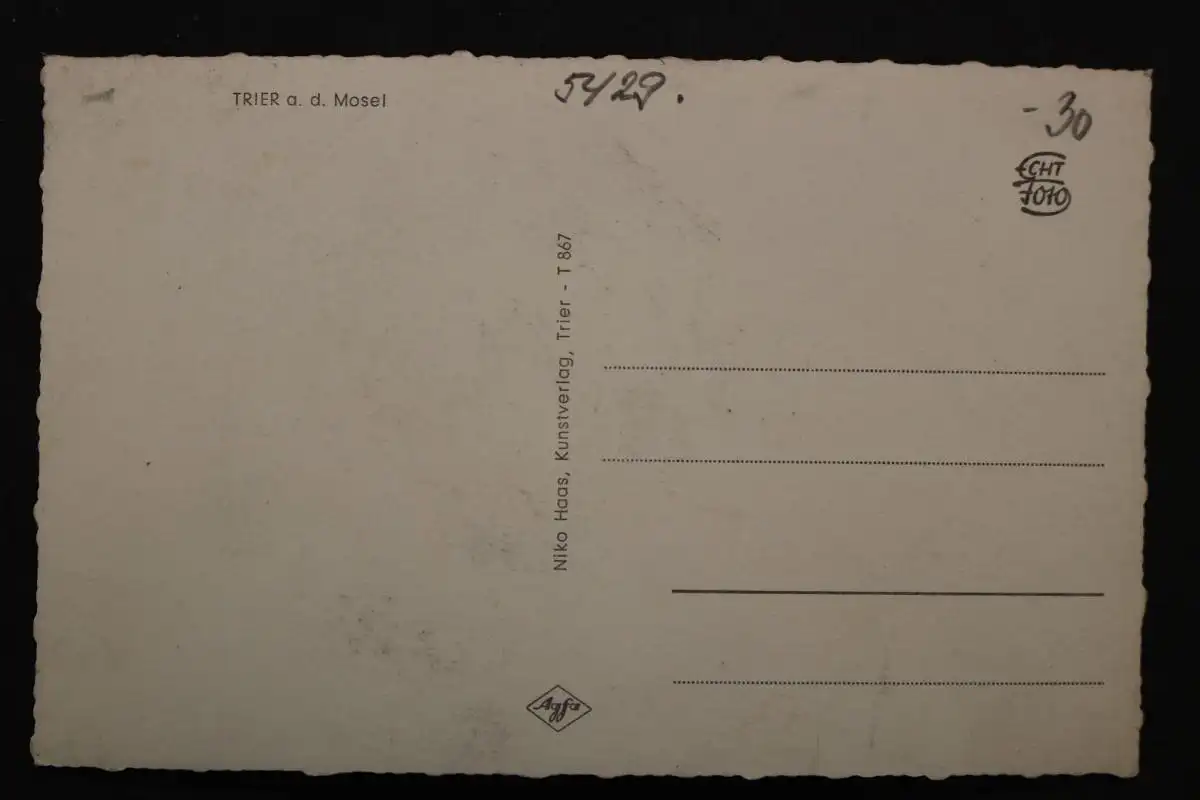 TRIER a. d. Mosel
5429.
- 30
ECHT
FOTO
Niko Haas, Kunstverlag, Trier - T 867
Agfa